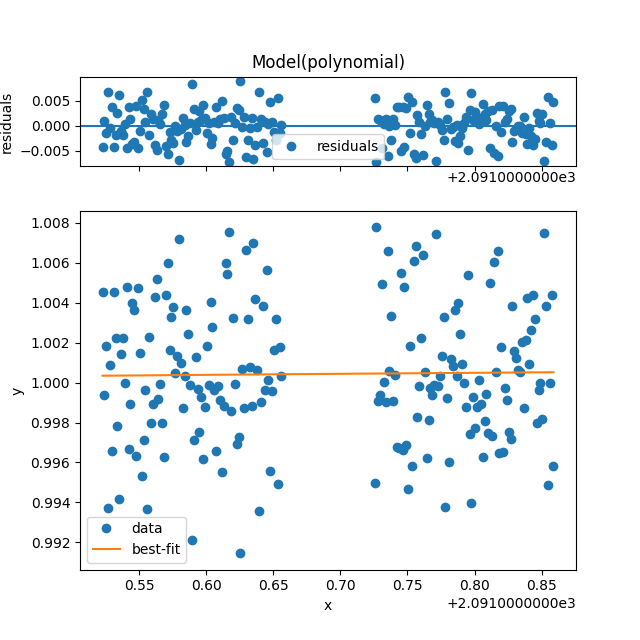 Model(polynomial)
residuals
0.005
0.000
−0.005
residuals
+2.0910000000e3
y
1.008
1.006
1.004
1.002
1.000
0.998
0.996
0.994
0.992
data
best-fit
0.55 0.60 0.65 0.70 0.75 0.80 0.85
x
+2.0910000000e3